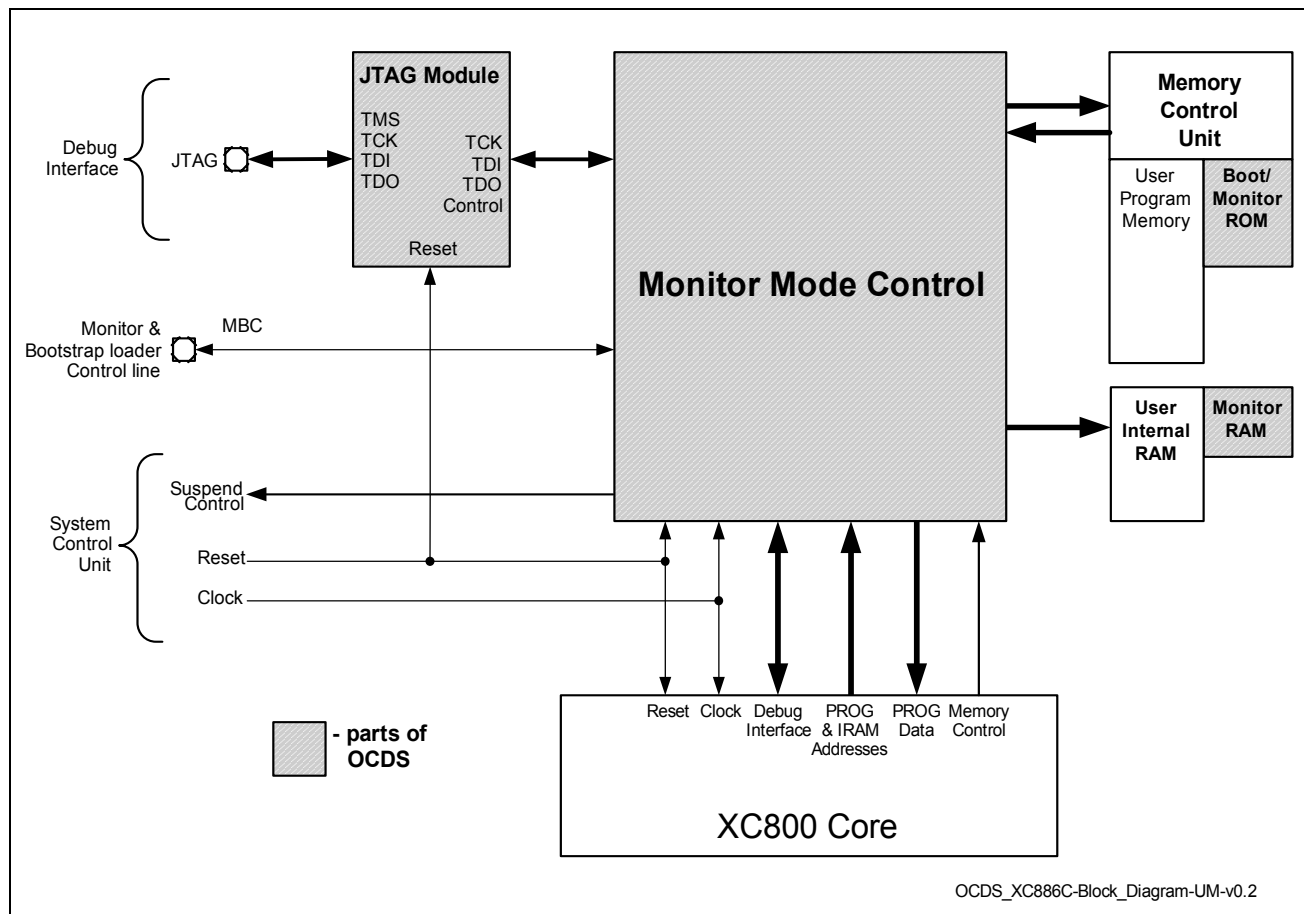 JTAG Module
TMS
TCK
TDI
TDO
TCK
TDI
TDO
Control
Reset
Debug
Interface
JTAG
Monitor Mode Control
Memory
Control
Unit
User
Program
Memory
Boot/
Monitor
ROM
Monitor &
Bootstrap loader
Control line
MBC
User
Internal
RAM
Monitor
RAM
System
Control
Unit
Suspend
Control
Reset
Clock
Reset
Clock
Debug
Interface
PROG
& IRAM
Addresses
PROG
Data
Memory
Control
- parts of
OCDS
XC800 Core
OCDS_XC886C-Block_Diagram-UM-v0.2